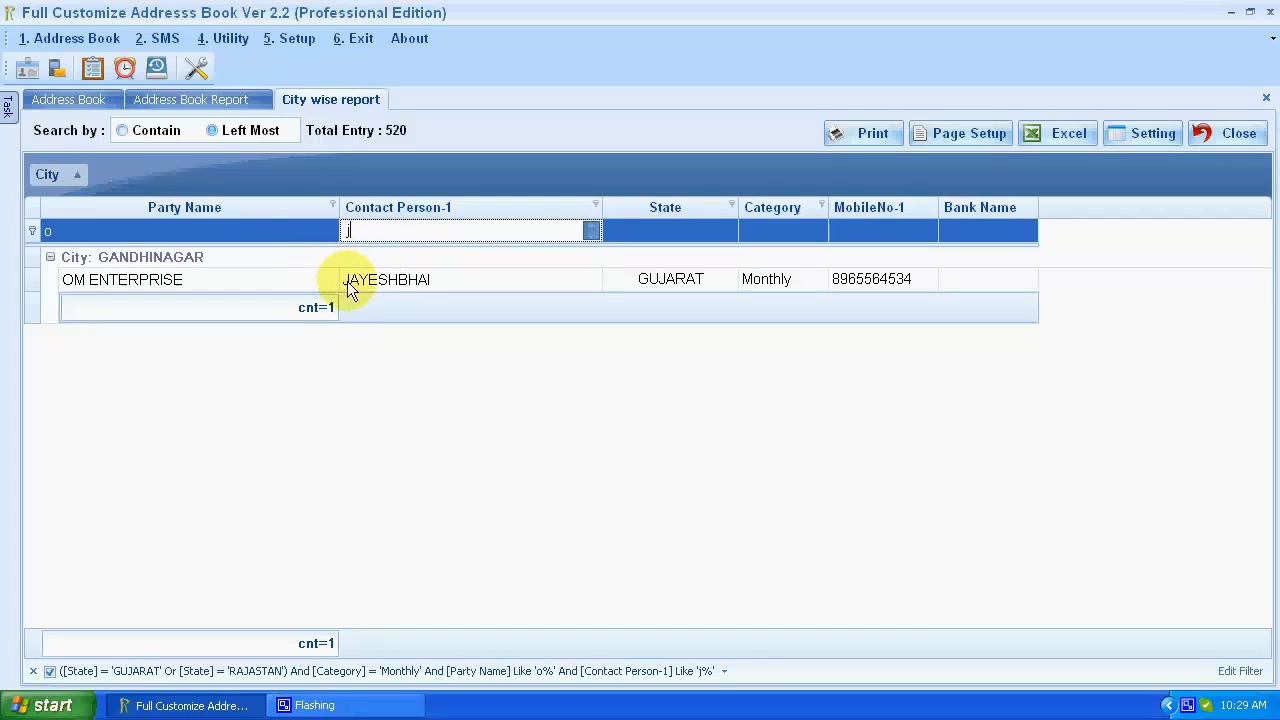 Full Customize Addresss Book Ver 2.2 (Professional Edition)
1. Address Book 2. SMS 4. Utility 5. Setup 6. Exit About
Task
Address Book Address Book Report City wise report
Search by : Contain Left Most Total Entry : 520 Print Page Setup Excel Setting Close
City
Party Name Contact Person-1 State Category MobileNo-1 Bank Name
o j
City: GANDHINAGAR
OM ENTERPRISE JAYESHBHAI GUJARAT Monthly 8965564534
cnt=1
cnt=1
([State] = 'GUJARAT' Or [State] = 'RAJASTAN') And [Category] = 'Monthly' And [Party Name] Like 'o%' And [Contact Person-1] Like 'j%' Edit Filter
start Full Customize Addre... Flashing 10:29 AM